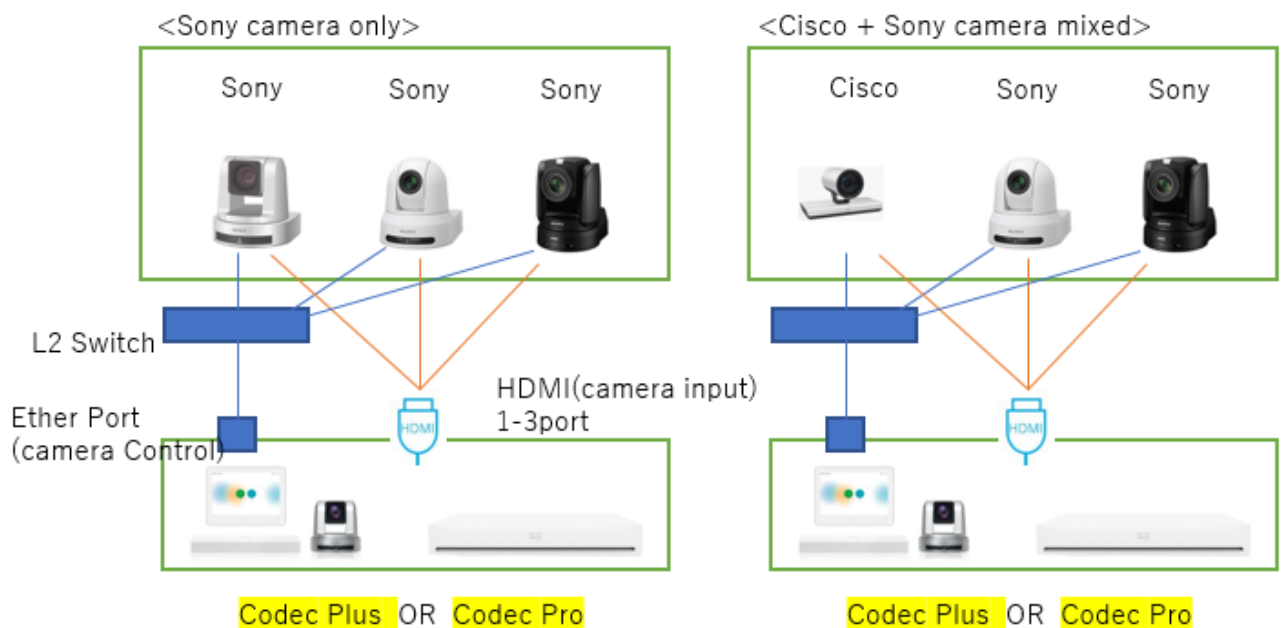 <Sony camera only>
Sony
Sony
Sony
L2 Switch
Ether Port
(camera Control)
HDMI(camera input)
1-3port
HDMI
Codec Plus OR Codec Pro
<Cisco + Sony camera mixed>
Cisco
Sony
Sony
HDMI
Codec Plus OR Codec Pro